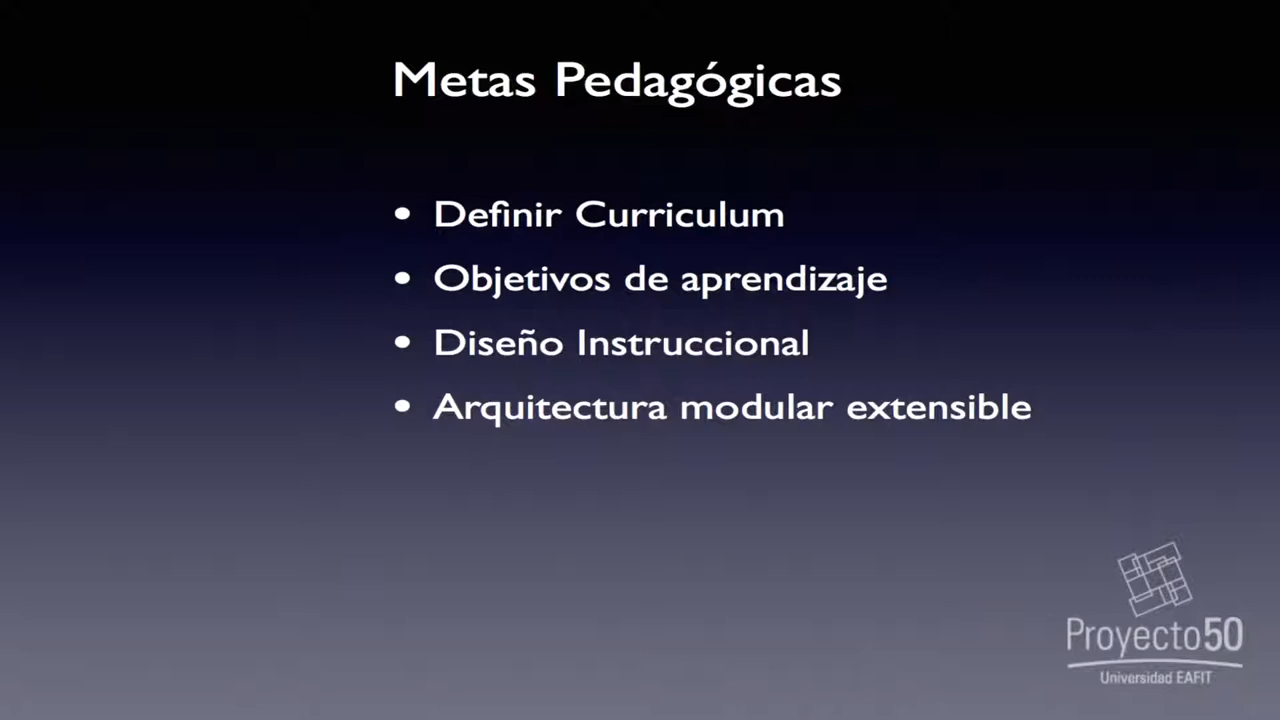 Metas Pedagógicas
• Definir Curriculum
• Objetivos de aprendizaje
• Diseño Instruccional
• Arquitectura modular extensible
Proyecto50
Universidad EAFIT